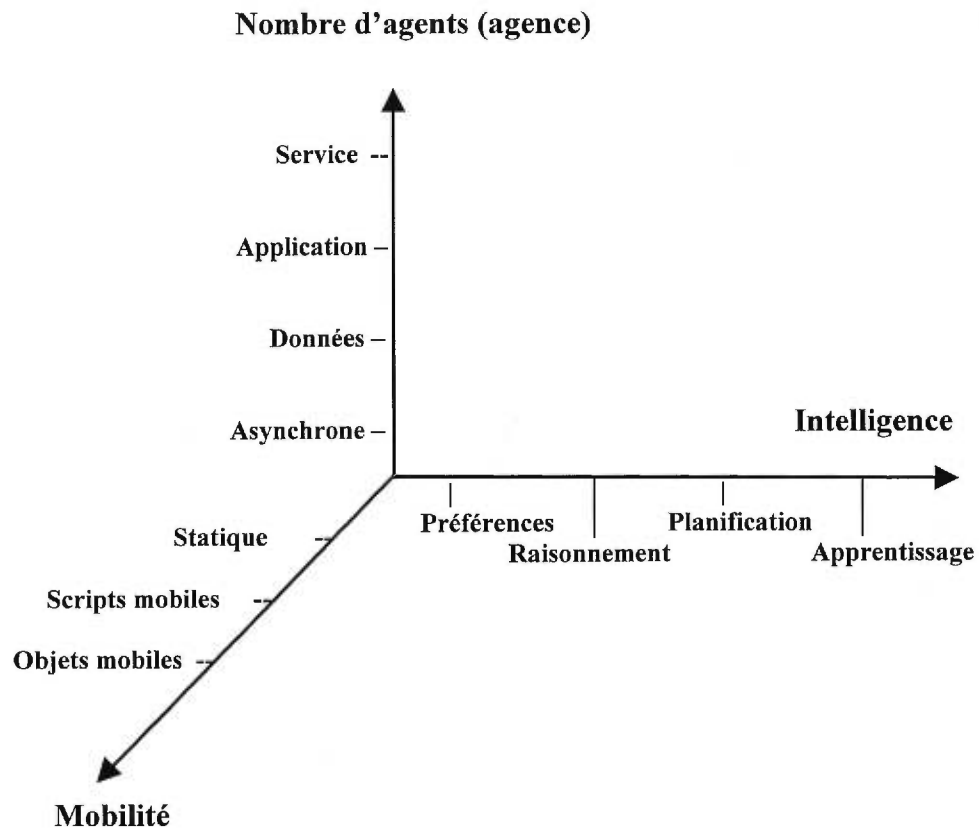 Nombre d'agents (agence)
Service
Application
Données
Asynchrone
Intelligence
Préférences
Planification
Raisonnement
Apprentissage
Statique
Scripts mobiles
Objets mobiles
Mobilité